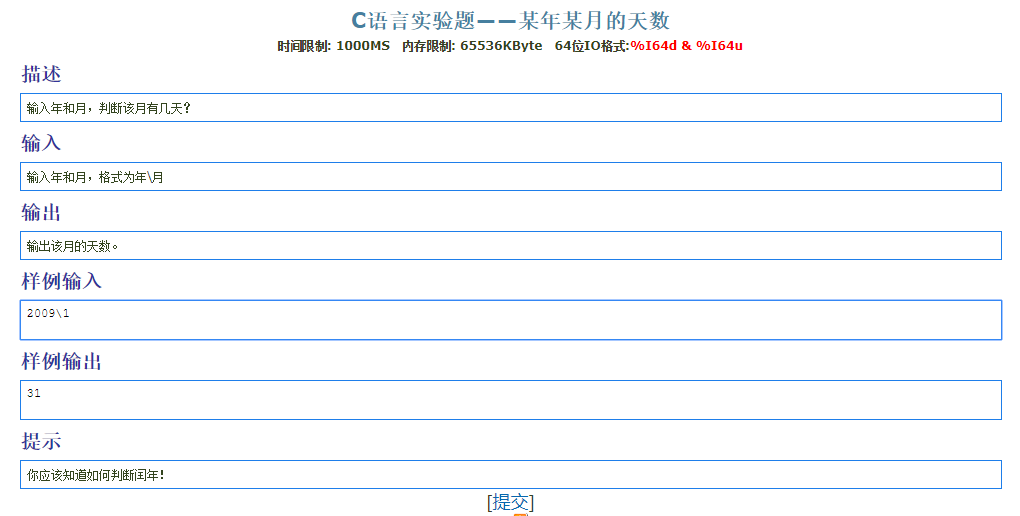 C语言实验题——某年某月的天数
时间限制: 1000MS 内存限制: 65536KByte 64位IO格式:%I64d & %I64u
描述
输入年和月，判断该月有几天？
输入
输入年和月，格式为年\月
输出
输出该月的天数。
样例输入
2009\1
样例输出
31
提示
你应该知道如何判断闰年！
[提交]